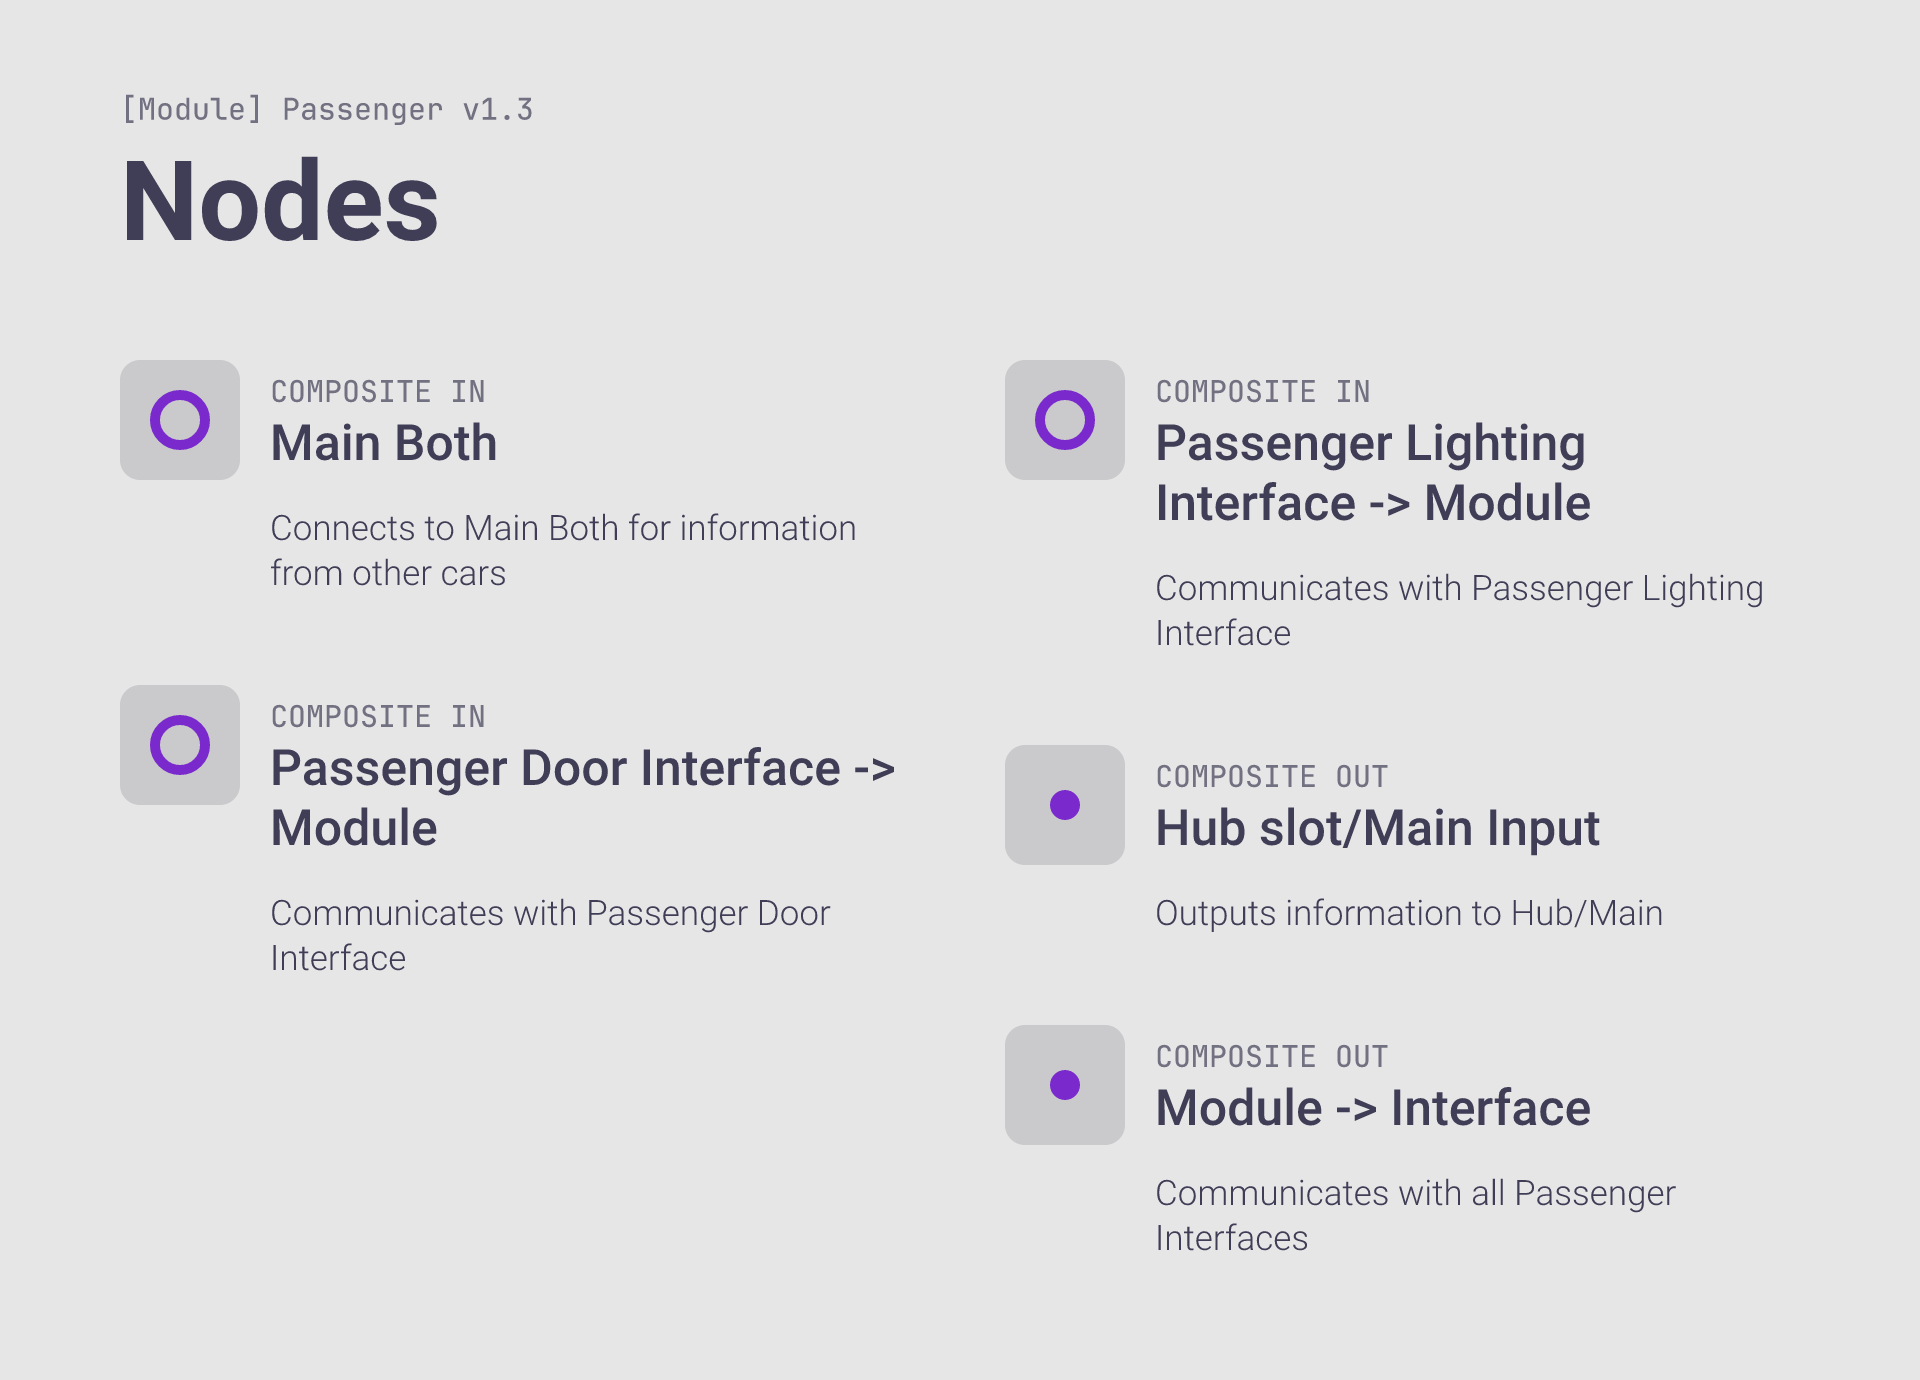 [Module] Passenger v1.3
Nodes
COMPOSITE IN
Main Both
Connects to Main Both for information
from other cars
COMPOSITE IN
Passenger Door Interface ->
Module
Communicates with Passenger Door
Interface
COMPOSITE IN
Passenger Lighting
Interface -> Module
Communicates with Passenger Lighting
Interface
COMPOSITE OUT
Hub slot/Main Input
Outputs information to Hub/Main
COMPOSITE OUT
Module -> Interface
Communicates with all Passenger
Interfaces